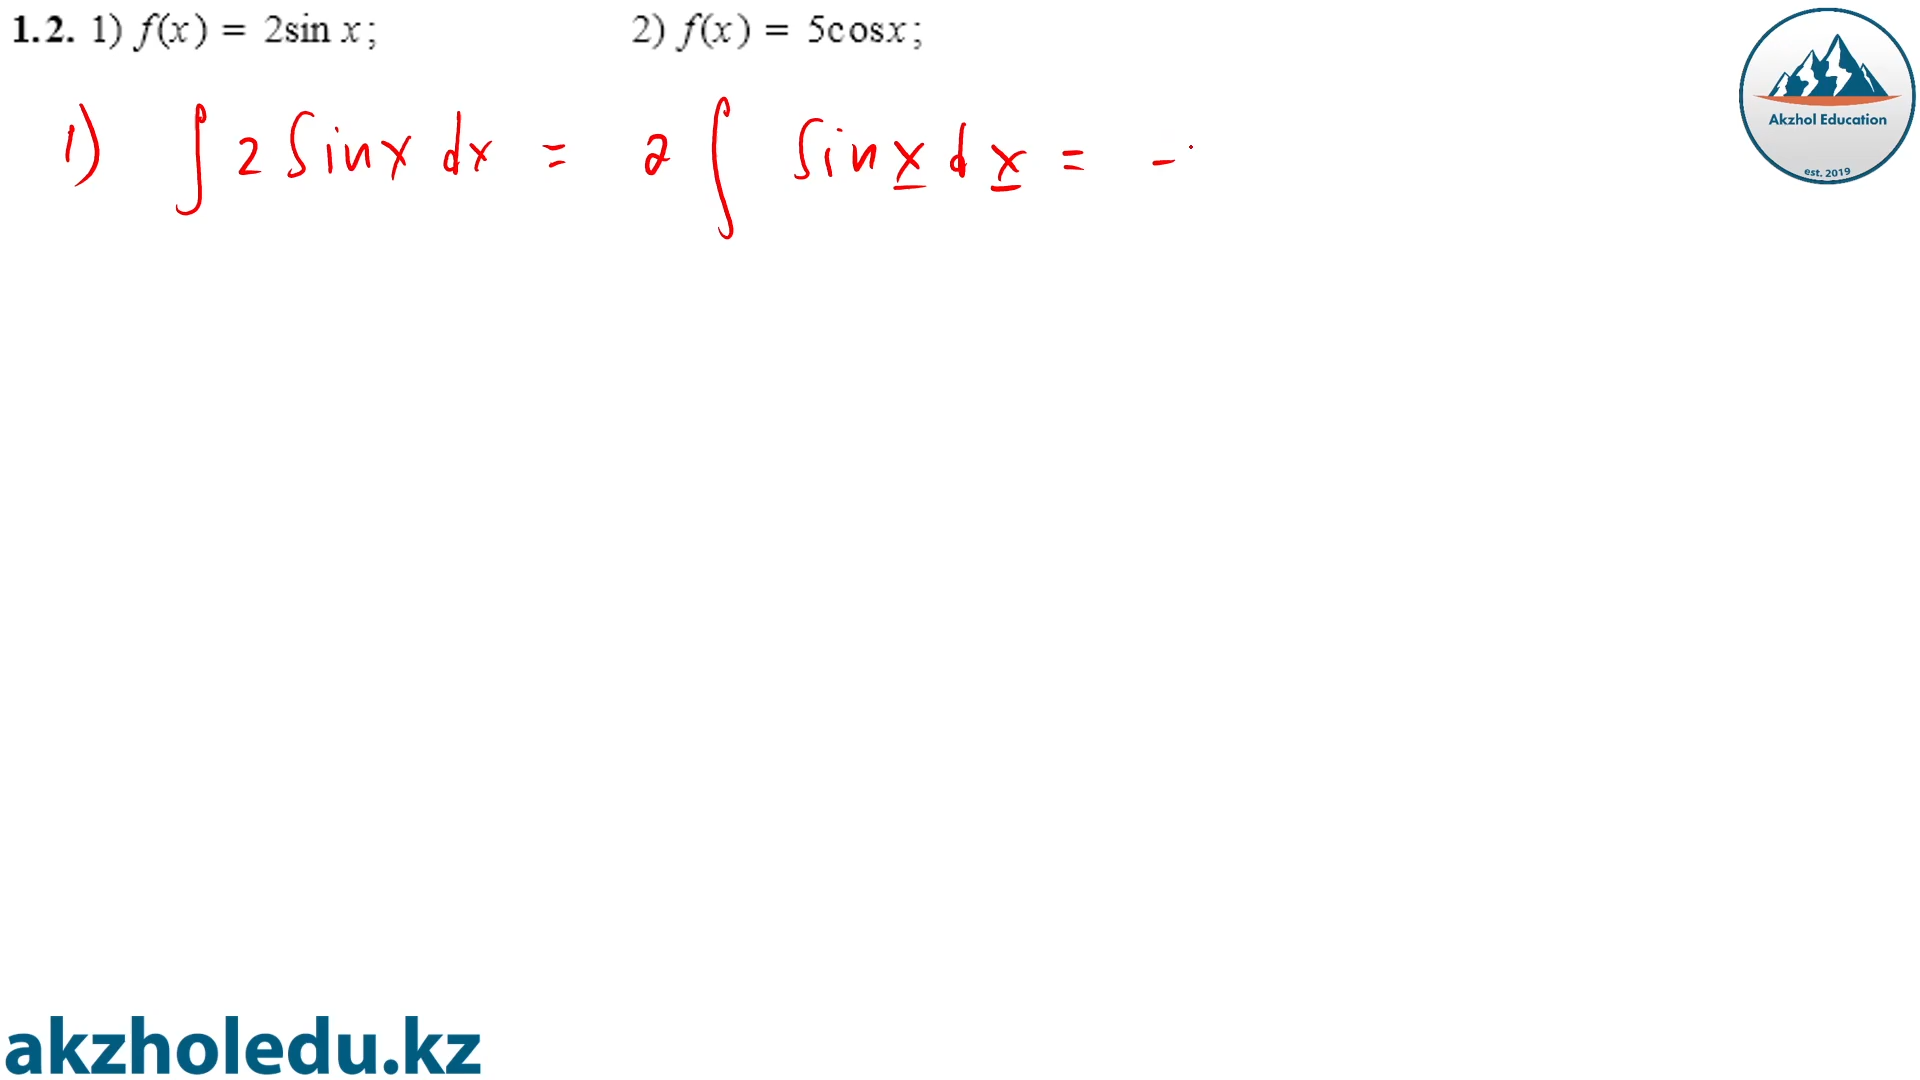 1.2. 1) f(x) = 2sin x; 2) f(x) = 5cosx;
1) ∫ 2 sinx dx = 2 ∫ sinx dx = -
Akzhol Education
est. 2019
akzholedu.kz